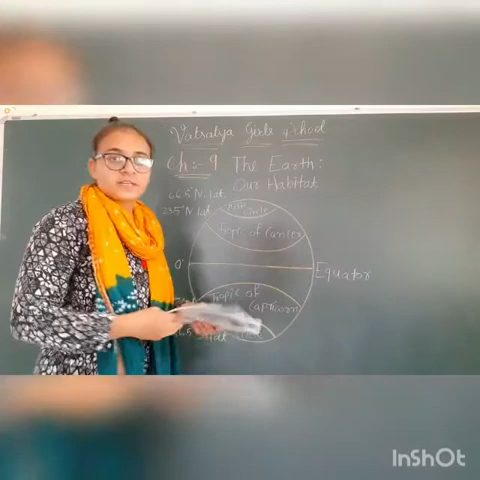 Vatsalya Girls School
Ch:- 9 The Earth:
Our Habitat
66.5° N. lat.
23.5° lat.
Circle
Tropic of Cancer
0°
Equator
Tropic of
Capricorn
lat
InShOt